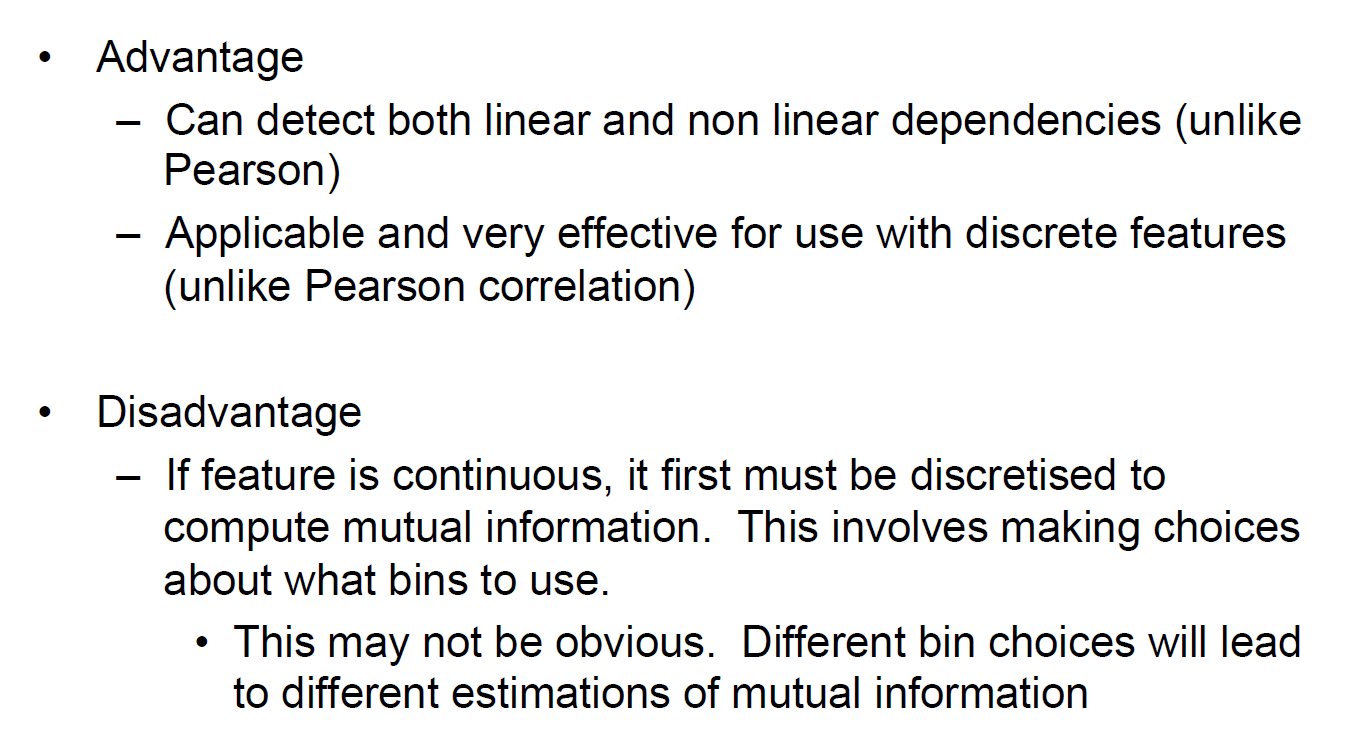 • Advantage
– Can detect both linear and non linear dependencies (unlike
Pearson)
– Applicable and very effective for use with discrete features
(unlike Pearson correlation)
• Disadvantage
– If feature is continuous, it first must be discretised to
compute mutual information.  This involves making choices
about what bins to use.
• This may not be obvious.  Different bin choices will lead
to different estimations of mutual information